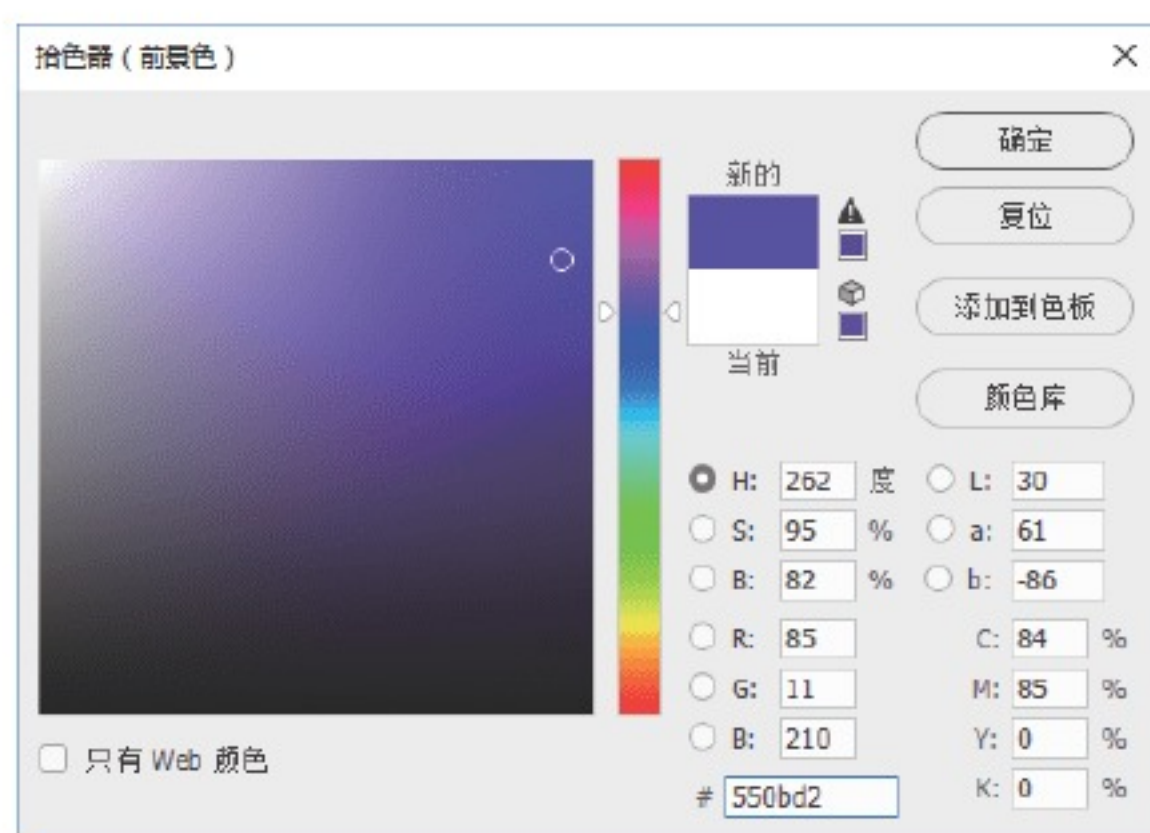 拾色器（前景色）
新的
当前
确定
复位
添加到色板
颜色库
H: 262 度
S: 95 %
B: 82 %
R: 85
G: 11
B: 210
# 550bd2
L: 30
a: 61
b: -86
C: 84 %
M: 85 %
Y: 0 %
K: 0 %
只有 Web 颜色